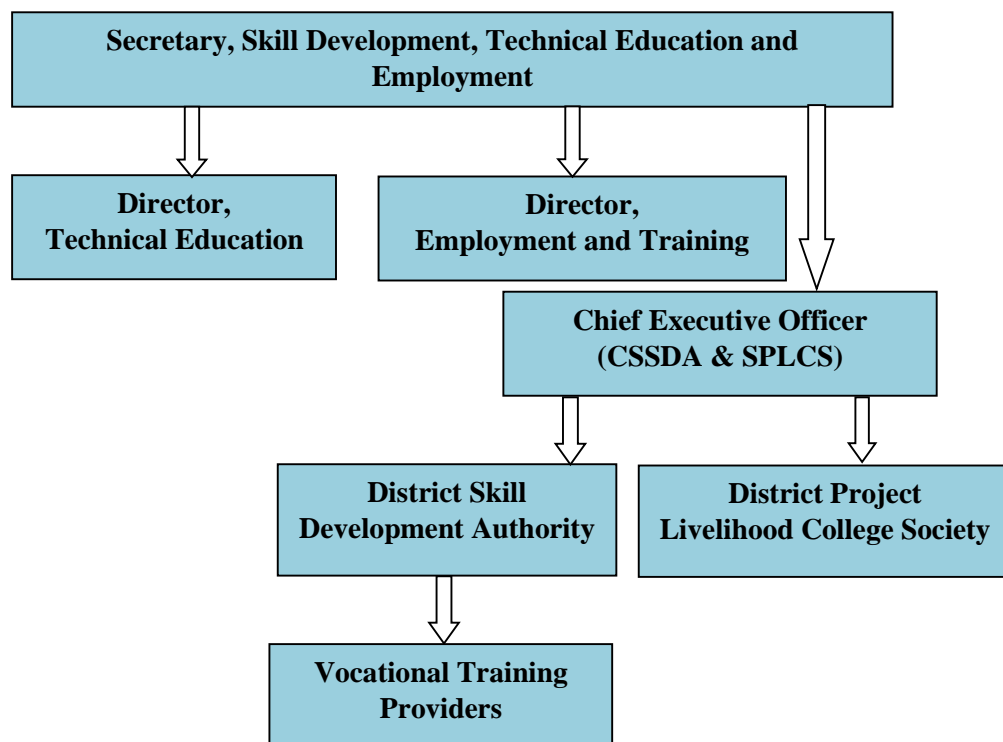 Secretary, Skill Development, Technical Education and
Employment
Director,
Technical Education
Director,
Employment and Training
Chief Executive Officer
(CSSDA & SPLCS)
District Skill
Development Authority
District Project
Livelihood College Society
Vocational Training
Providers